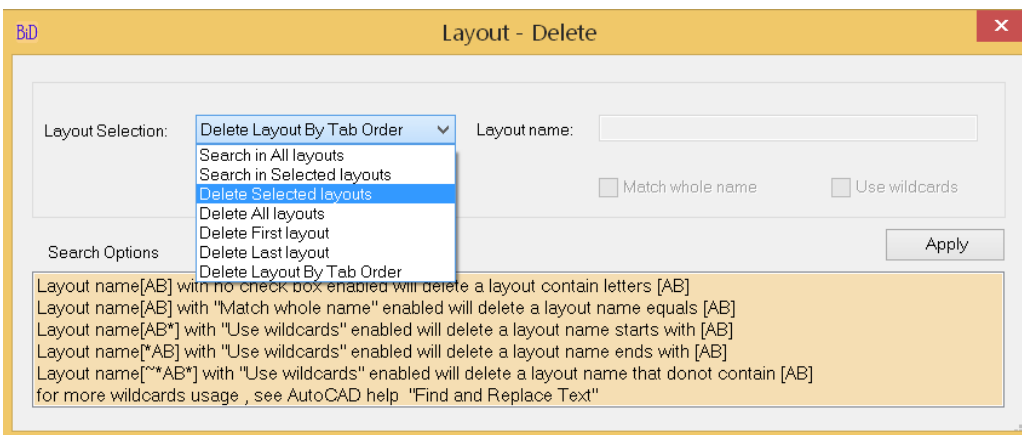 BiD
Layout - Delete
x
Layout Selection:
Delete Layout By Tab Order
Layout name:
Search in All layouts
Search in Selected layouts
Delete Selected layouts
Delete All layouts
Delete First layout
Delete Last layout
Delete Layout By Tab Order
Match whole name
Use wildcards
Search Options
Apply
Layout name[AB] with no check box enabled will delete a layout contain letters [AB]
Layout name[AB] with "Match whole name" enabled will delete a layout name equals [AB]
Layout name[AB*] with "Use wildcards" enabled will delete a layout name starts with [AB]
Layout name[*AB] with "Use wildcards" enabled will delete a layout name ends with [AB]
Layout name[~*AB*] with "Use wildcards" enabled will delete a layout name that donot contain [AB]
for more wildcards usage , see AutoCAD help "Find and Replace Text"